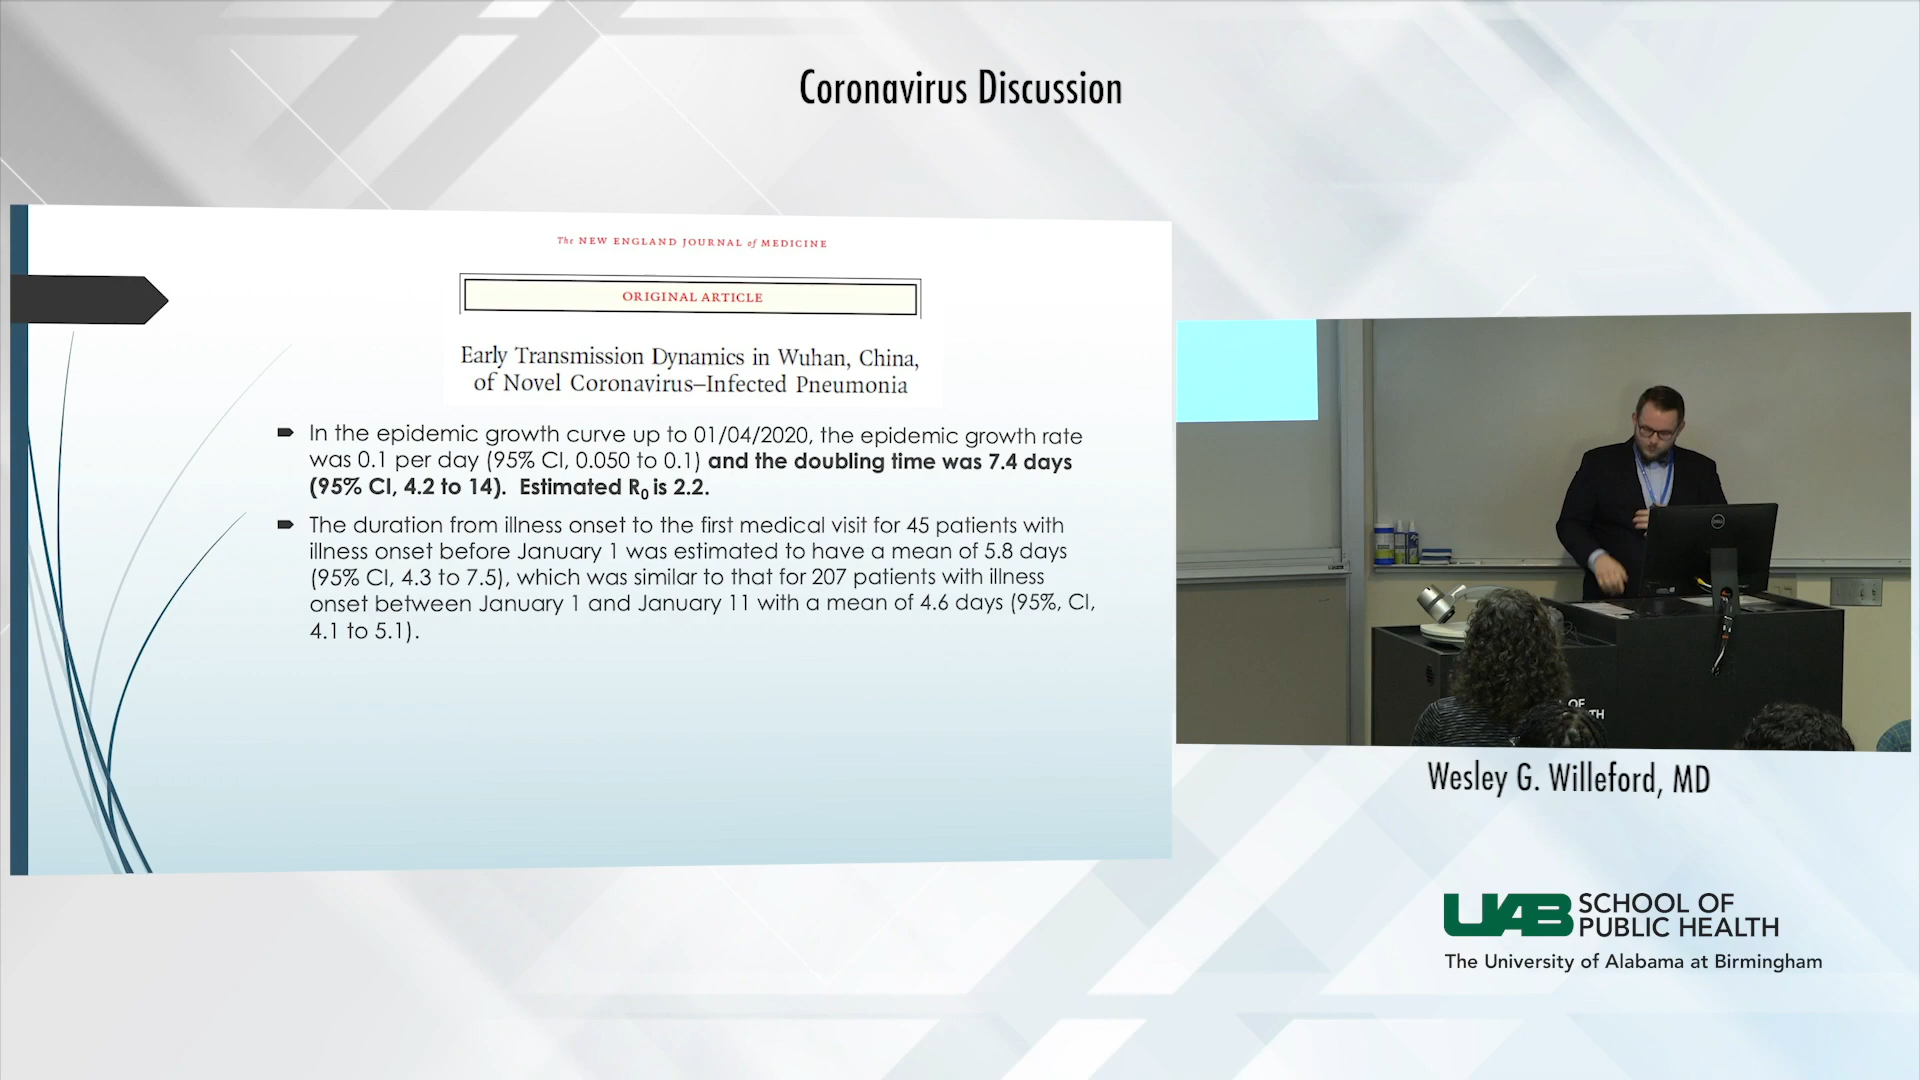 Coronavirus Discussion
The NEW ENGLAND JOURNAL of MEDICINE
ORIGINAL ARTICLE
Early Transmission Dynamics in Wuhan, China,
of Novel Coronavirus–Infected Pneumonia
In the epidemic growth curve up to 01/04/2020, the epidemic growth rate
was 0.1 per day (95% CI, 0.050 to 0.1) and the doubling time was 7.4 days
(95% CI, 4.2 to 14).  Estimated R0 is 2.2.
The duration from illness onset to the first medical visit for 45 patients with
illness onset before January 1 was estimated to have a mean of 5.8 days
(95% CI, 4.3 to 7.5), which was similar to that for 207 patients with illness
onset between January 1 and January 11 with a mean of 4.6 days (95%, CI,
4.1 to 5.1).
DELL
OF
TH
Wesley G. Willeford, MD
UAB SCHOOL OF
PUBLIC HEALTH
The University of Alabama at Birmingham